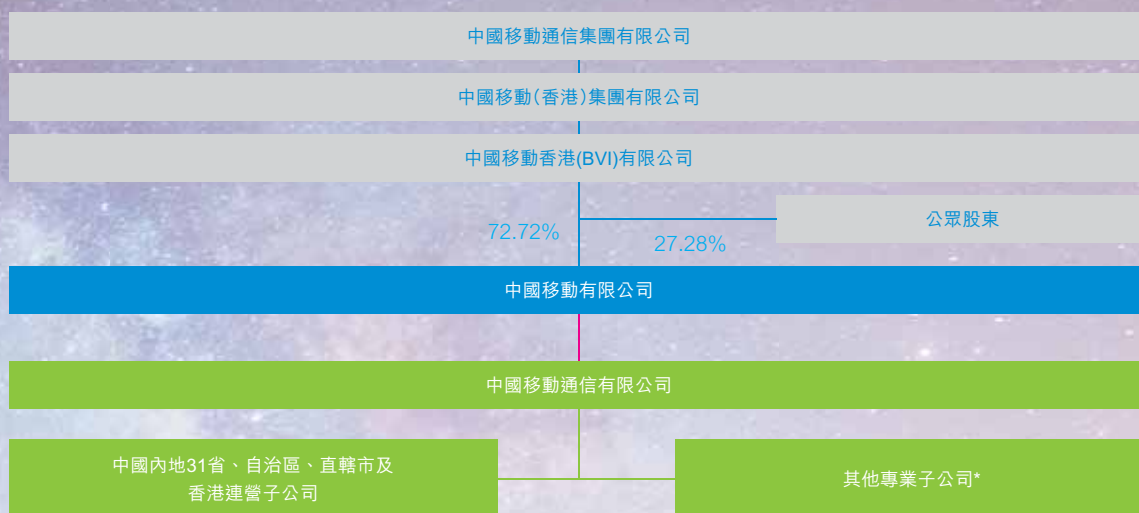 中國移動通信集團有限公司
中國移動（香港）集團有限公司
中國移動香港(BVI)有限公司
公眾股東
72.72%
27.28%
中國移動有限公司
中國移動通信有限公司
中國內地31省、自治區、直轄市及
香港運營子公司
其他專業子公司*